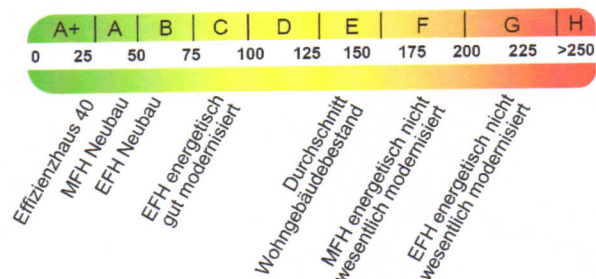 A+ A B C D E F G H
0 25 50 75 100 125 150 200 225 >250
Effizienzhaus 40
MFH Neubau
EFH Neubau
EFH energetisch
gut modernisiert
Durchschnitt
Wohngebäudebestand
MFH energetisch nicht
wesentlich modernisiert
EFH energetisch nicht
wesentlich modernisiert